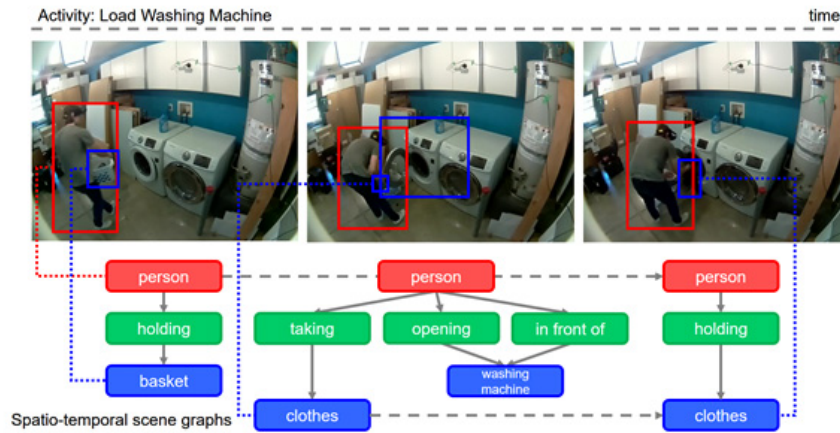 Activity: Load Washing Machine
time
person
person
person
holding
taking
opening
in front of
holding
basket
washing
machine
clothes
clothes
Spatio-temporal scene graphs